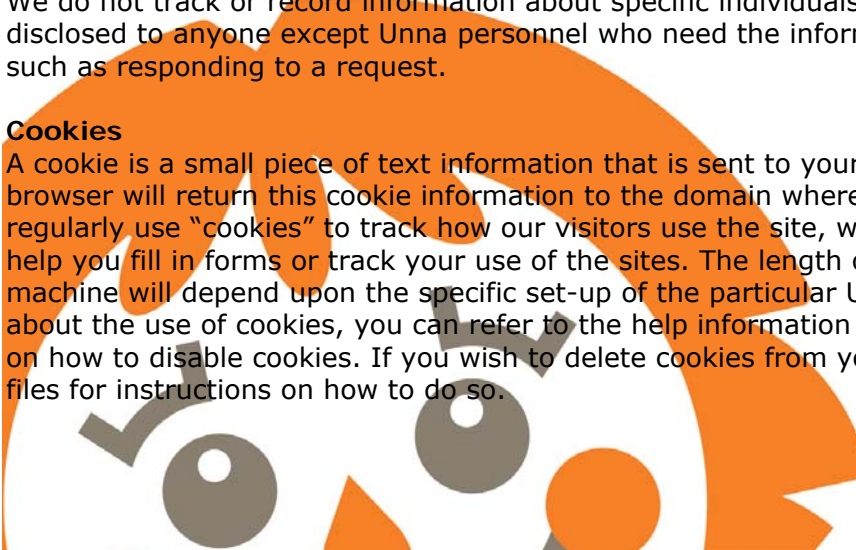 We do not track or record information about specific individuals
disclosed to anyone except Unna personnel who need the inform
such as responding to a request.
Cookies
A cookie is a small piece of text information that is sent to your
browser will return this cookie information to the domain where
regularly use “cookies” to track how our visitors use the site, w
help you fill in forms or track your use of the sites. The length o
machine will depend upon the specific set-up of the particular U
about the use of cookies, you can refer to the help information
on how to disable cookies. If you wish to delete cookies from yo
files for instructions on how to do so.